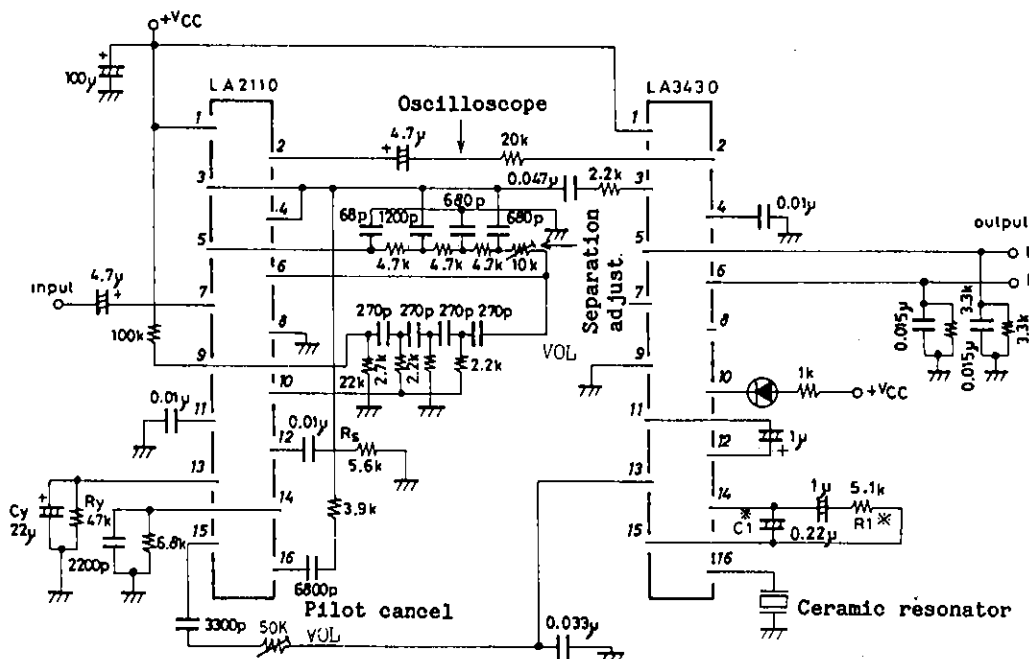 +VCC
100µ
+
LA2110
LA3430
Oscilloscope
1
1
2
4.7µ
+
20k
2
3
0.047µ
2.2k
3
4
68p
1200p
680p
680p
4
0.01µ
output
5
4.7k
4.7k
4.7k
10k
5
6
6
Input
4.7µ
+
7
Separation
adjust.
7
100k
8
270p
270p
270p
270p
VOL
8
0.015µ
3.3k
0.015µ
3.3k
9
22k
2.7k
2.2k
2.2k
9
10
10
1k
+VCC
0.01µ
11
11
12
0.01µ
Rs
5.6k
12
1µ
+
13
13
Cy
22µ
+
Ry
47k
14
3.9k
14
1µ
5.1k
15
2200p
6.8k
15
C1
※
0.22µ
R1※
16
6800p
16
Pilot cancel
Ceramic resonator
3300p
50K
VOL
0.033µ